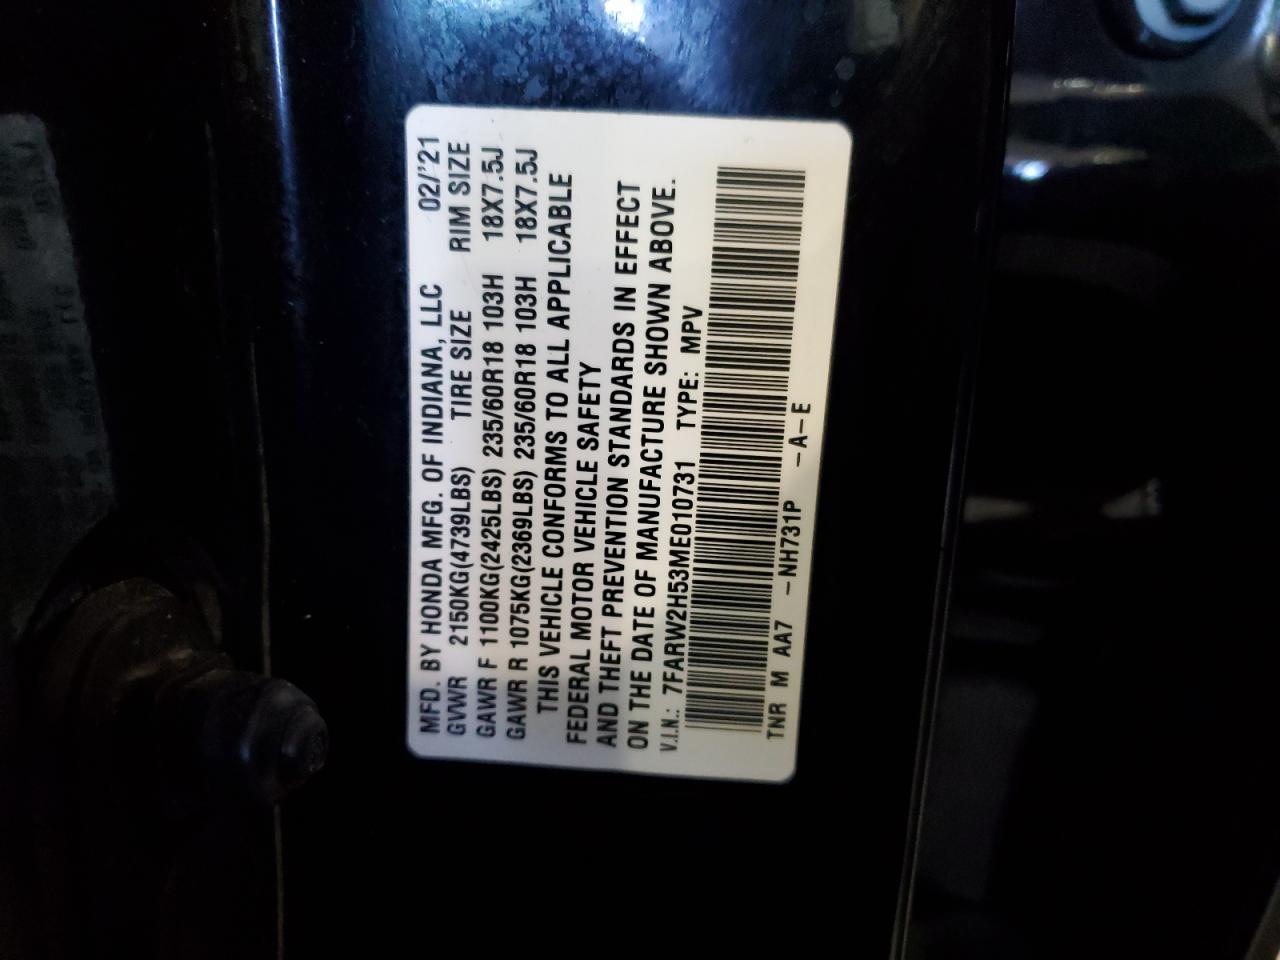 MFD. BY HONDA MFG. OF INDIANA, LLC 02/'21
GVWR 2150KG(4739LBS) TIRE SIZE RIM SIZE
GAWR F 1100KG(2425LBS) 235/60R18 103H 18X7.5J
GAWR R 1075KG(2369LBS) 235/60R18 103H 18X7.5J
THIS VEHICLE CONFORMS TO ALL APPLICABLE
FEDERAL MOTOR VEHICLE SAFETY
AND THEFT PREVENTION STANDARDS IN EFFECT
ON THE DATE OF MANUFACTURE SHOWN ABOVE.
V.I.N.: 7FARW2H53ME010731 TYPE: MPV
TNR M AA7 -NH731P -A-E